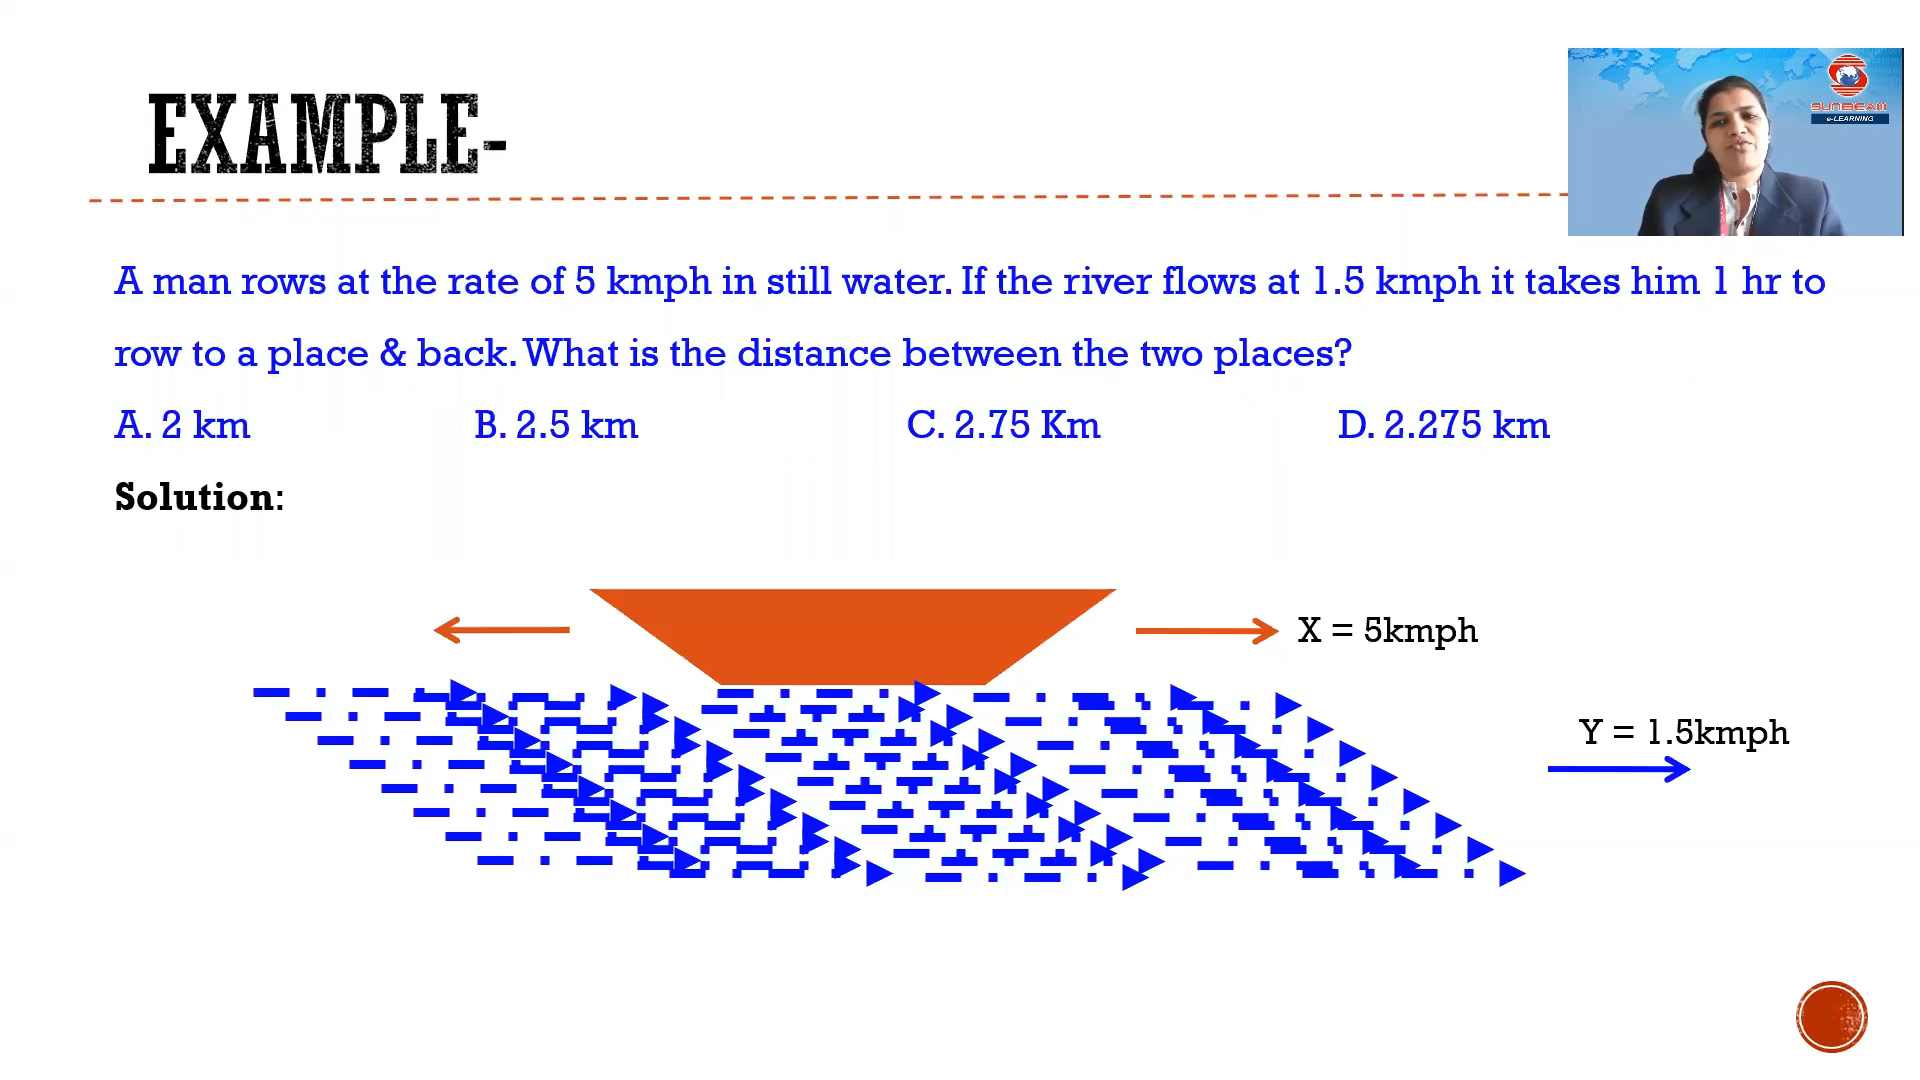 EXAMPLE-
SUNBEAM
e-LEARNING
A man rows at the rate of 5 kmph in still water. If the river flows at 1.5 kmph it takes him 1 hr to
row to a place & back. What is the distance between the two places?
A. 2 km B. 2.5 km C. 2.75 Km D. 2.275 km
Solution:
X = 5kmph
Y = 1.5kmph